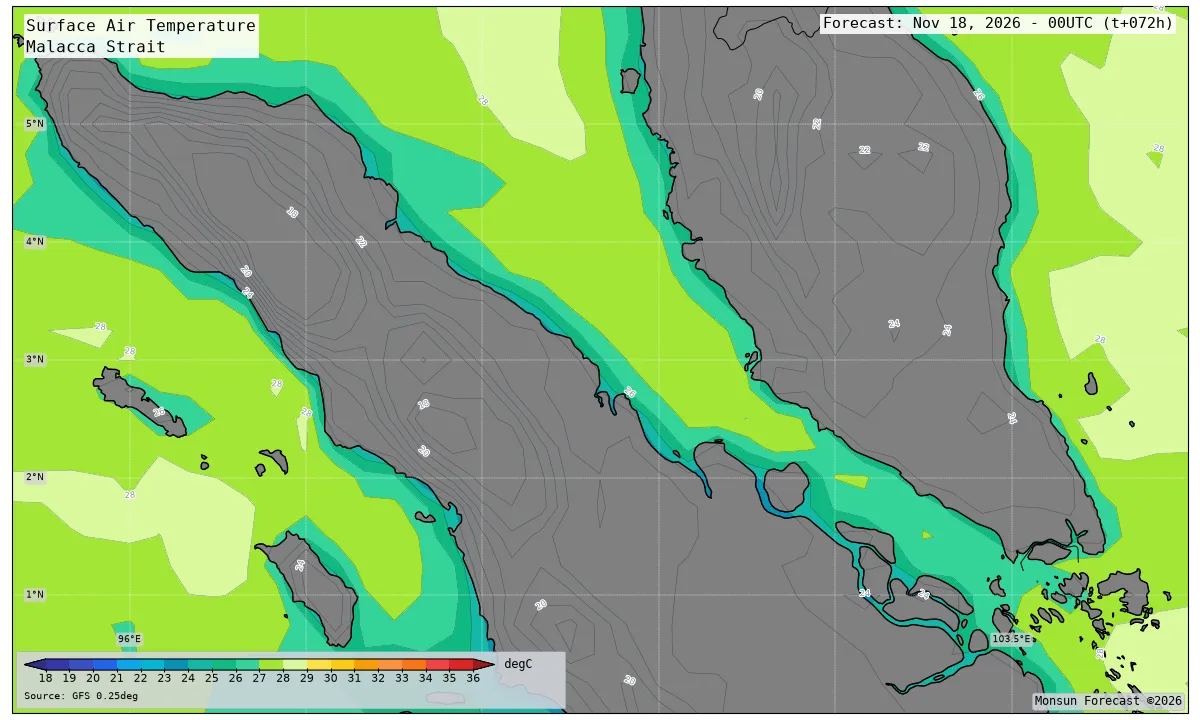 Surface Air Temperature
Malacca Strait
Forecast: Nov 18, 2026 - 00UTC (t+072h)
28
20
26
5°N
22
22
22
28
18
4°N
22
20
24
24
24
28
28
3°N
28
28
26
28
26
24
20
2°N
28
24
1°N
24
24
20
96°E
103.5°E
28
20
degC
18 19 20 21 22 23 24 25 26 27 28 29 30 31 32 33 34 35 36
Source: GFS 0.25deg
Monsun Forecast ©2026